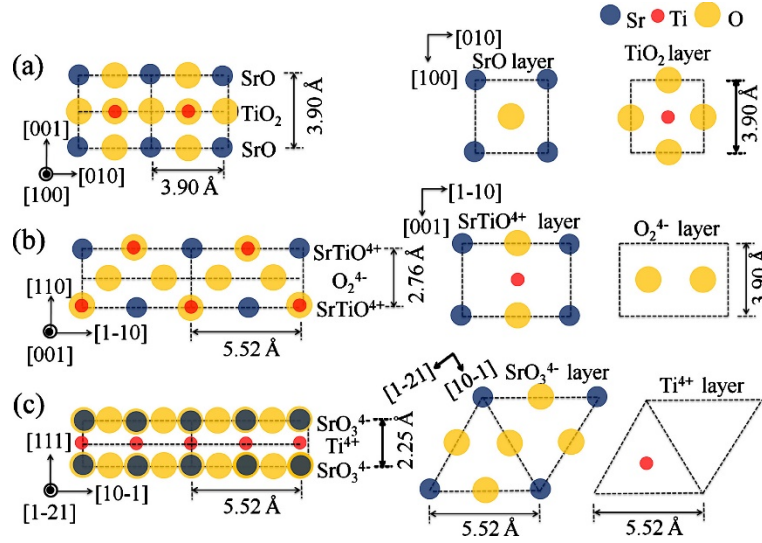 Sr Ti O
(a)
SrO
TiO2
SrO
3.90 Å
[001]
[100]
[010]
3.90 Å
[010]
[100]
SrO layer
TiO2 layer
3.90 Å
(b)
SrTiO4+
O24-
SrTiO4+
2.76 Å
[110]
[001]
[1-10]
5.52 Å
[1-10]
[001]
SrTiO4+ layer
O24- layer
3.90 Å
(c)
SrO34-
Ti4+
SrO34-
2.25 Å
[111]
[1-21]
[10-1]
5.52 Å
[1-21]
[10-1]
SrO34- layer
Ti4+ layer
5.52 Å
5.52 Å